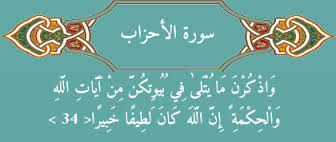 سورة الأحزاب
وَاذْكُرْنَ مَا يُتْلَىٰ فِي بُيُوتِكُنَّ مِنْ آيَاتِ اللَّهِ
وَالْحِكْمَةِ ۚ إِنَّ اللَّهَ كَانَ لَطِيفًا خَبِيرًا< 34 >